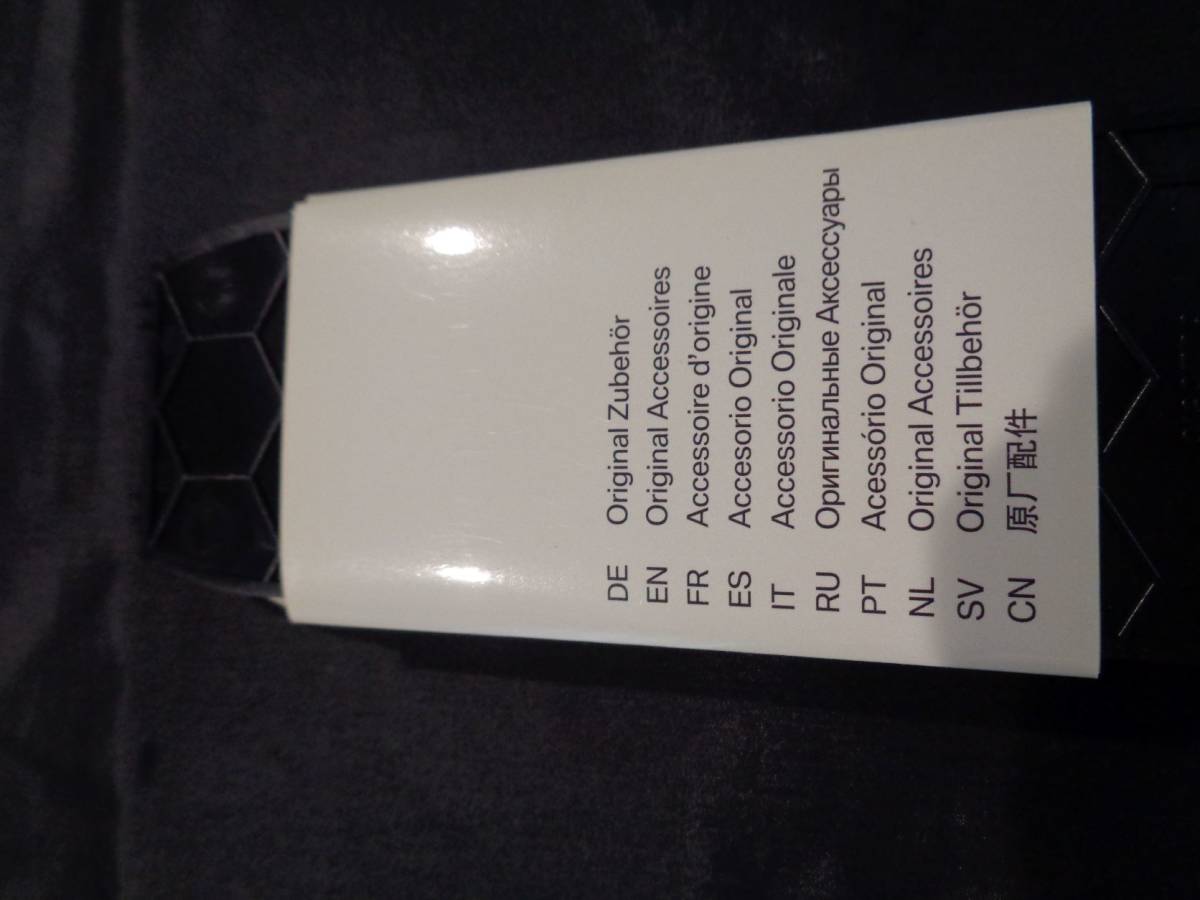 DE Original Zubehör
EN Original Accessoires
FR Accessoire d'origine
ES Accesorio Original
IT Accessorio Originale
RU Оригинальные Аксессуары
PT Acessório Original
NL Original Accessoires
SV Original Tillbehör
CN 原厂配件